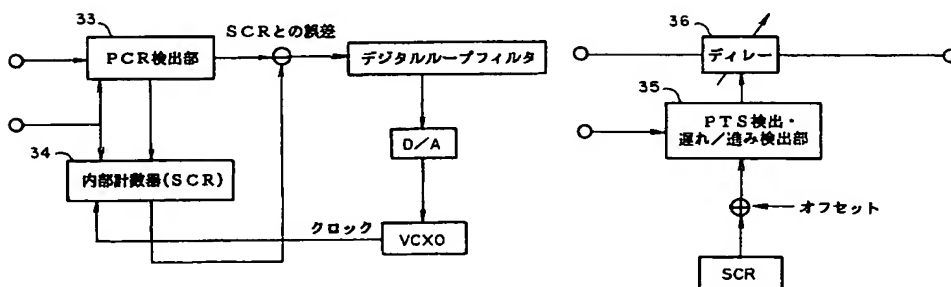 33
PCR検出部
SCRとの誤差
デジタルループフィルタ
34
内部計数器(SCR)
D/A
クロック
VCXO
36
ディレー
35
PTS検出・
遅れ/進み検出部
オフセット
SCR